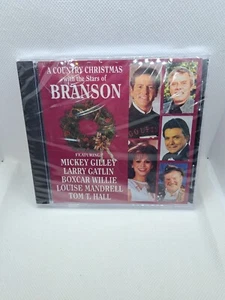 A COUNTRY CHRISTMAS
with the Stars of
BRANSON
FEATURING
MICKEY GILLEY
LARRY GATLIN
BOXCAR WILLIE
LOUISE MANDRELL
TOM T. HALL